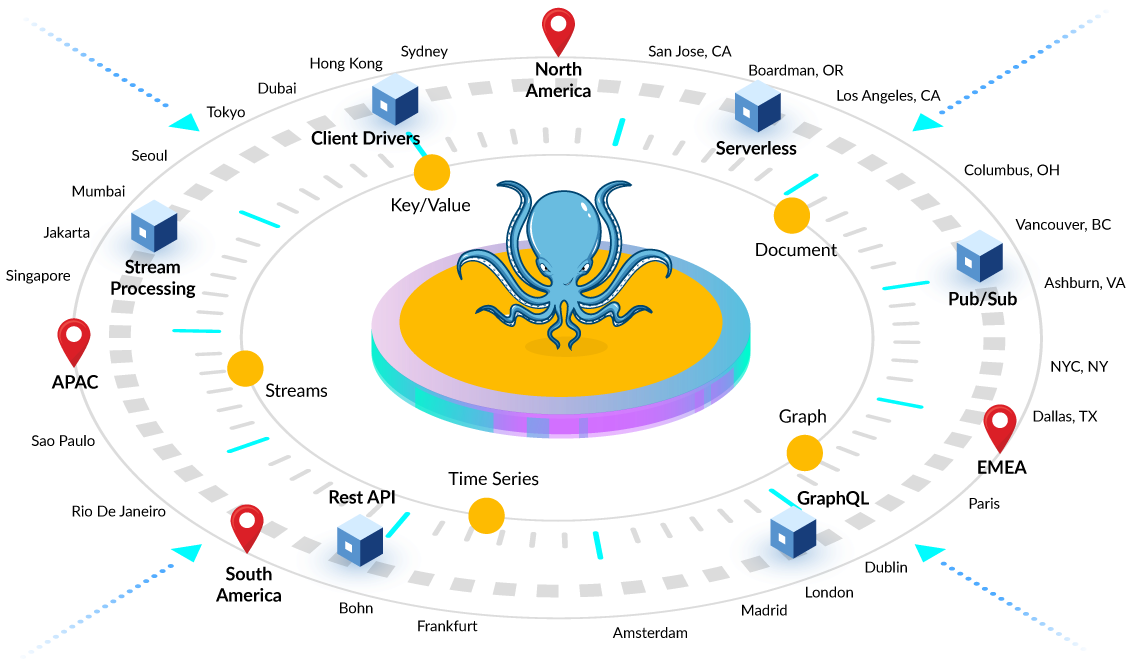 Sydney
San Jose, CA
Hong Kong
North
America
Boardman, OR
Dubai
Los Angeles, CA
Tokyo
Client Drivers
Serverless
Seoul
Columbus, OH
Mumbai
Key/Value
Jakarta
Vancouver, BC
Document
Stream
Processing
Singapore
Ashburn, VA
Pub/Sub
APAC
NYC, NY
Streams
Graph
Dallas, TX
Sao Paulo
EMEA
Time Series
Rest API
GraphQL
Rio De Janeiro
Paris
South
America
Dublin
Bohn
London
Madrid
Frankfurt
Amsterdam